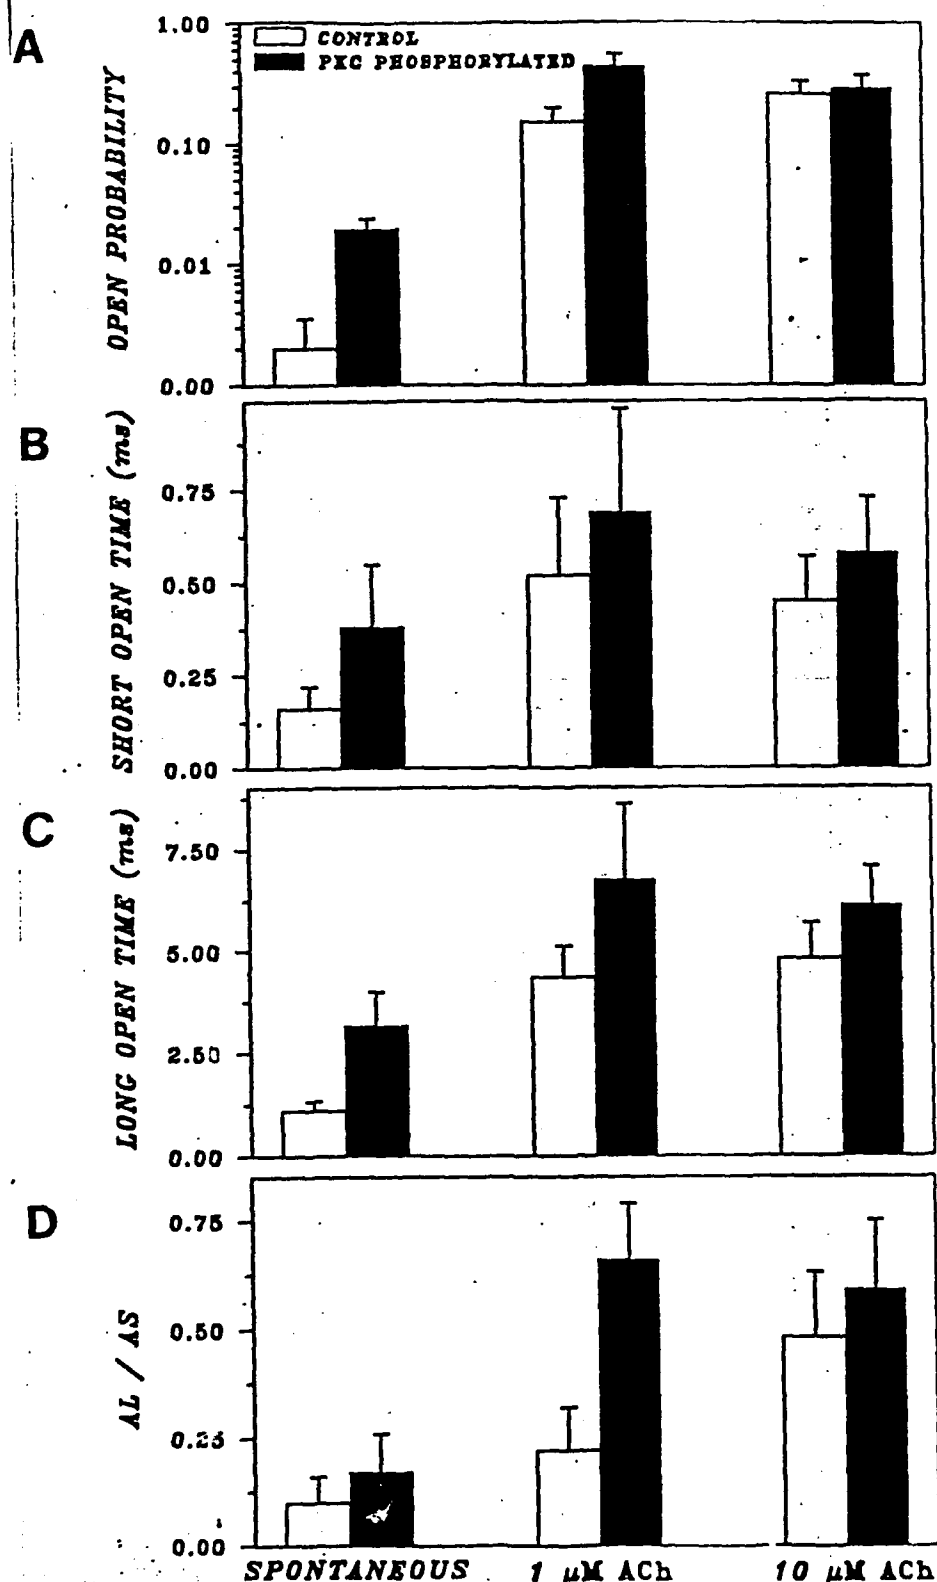 A
OPEN PROBABILITY
1.00
0.10
0.01
0.00
CONTROL
PKC PHOSPHORYLATED
B
SHORT OPEN TIME (ms)
0.75
0.50
0.25
0.00
C
LONG OPEN TIME (ms)
7.50
5.00
2.50
0.00
D
AL / AS
0.75
0.50
0.25
0.00
SPONTANEOUS 1 µM ACh 10 µM ACh